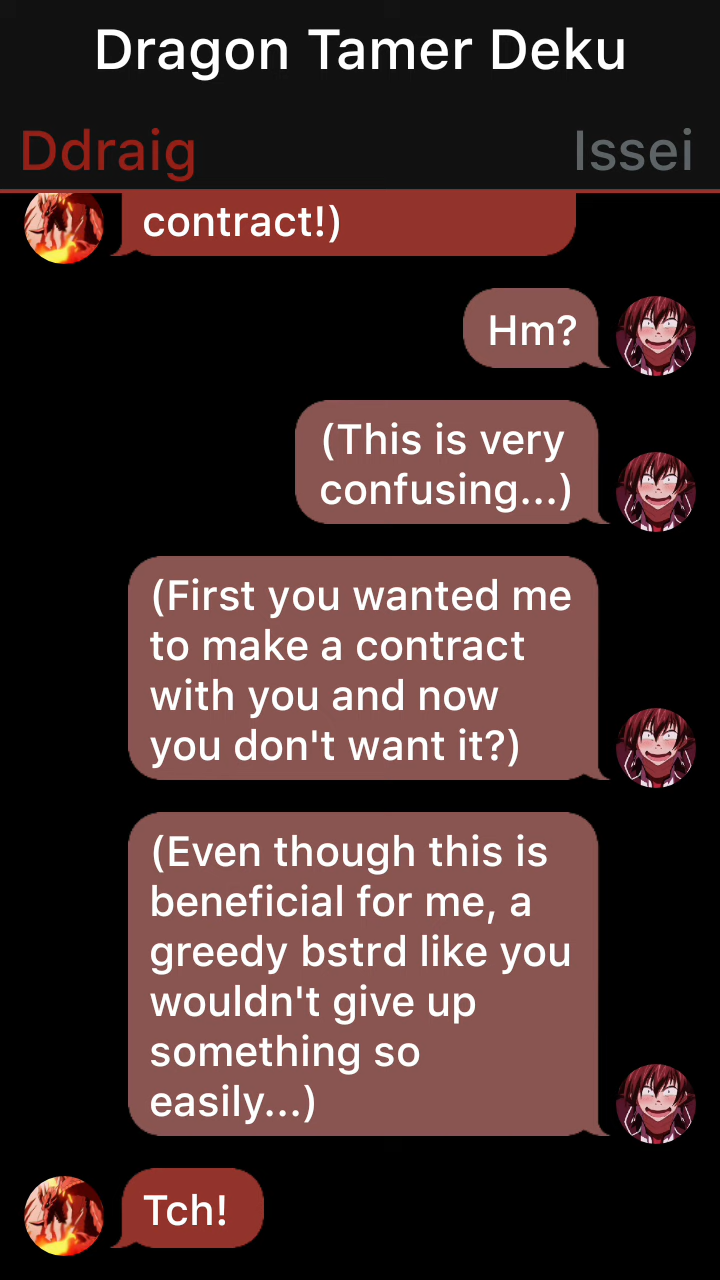 Dragon Tamer Deku
Ddraig
Issei
contract!)
Hm?
(This is very
confusing...)
(First you wanted me
to make a contract
with you and now
you don't want it?)
(Even though this is
beneficial for me, a
greedy bstrd like you
wouldn't give up
something so
easily...)
Tch!